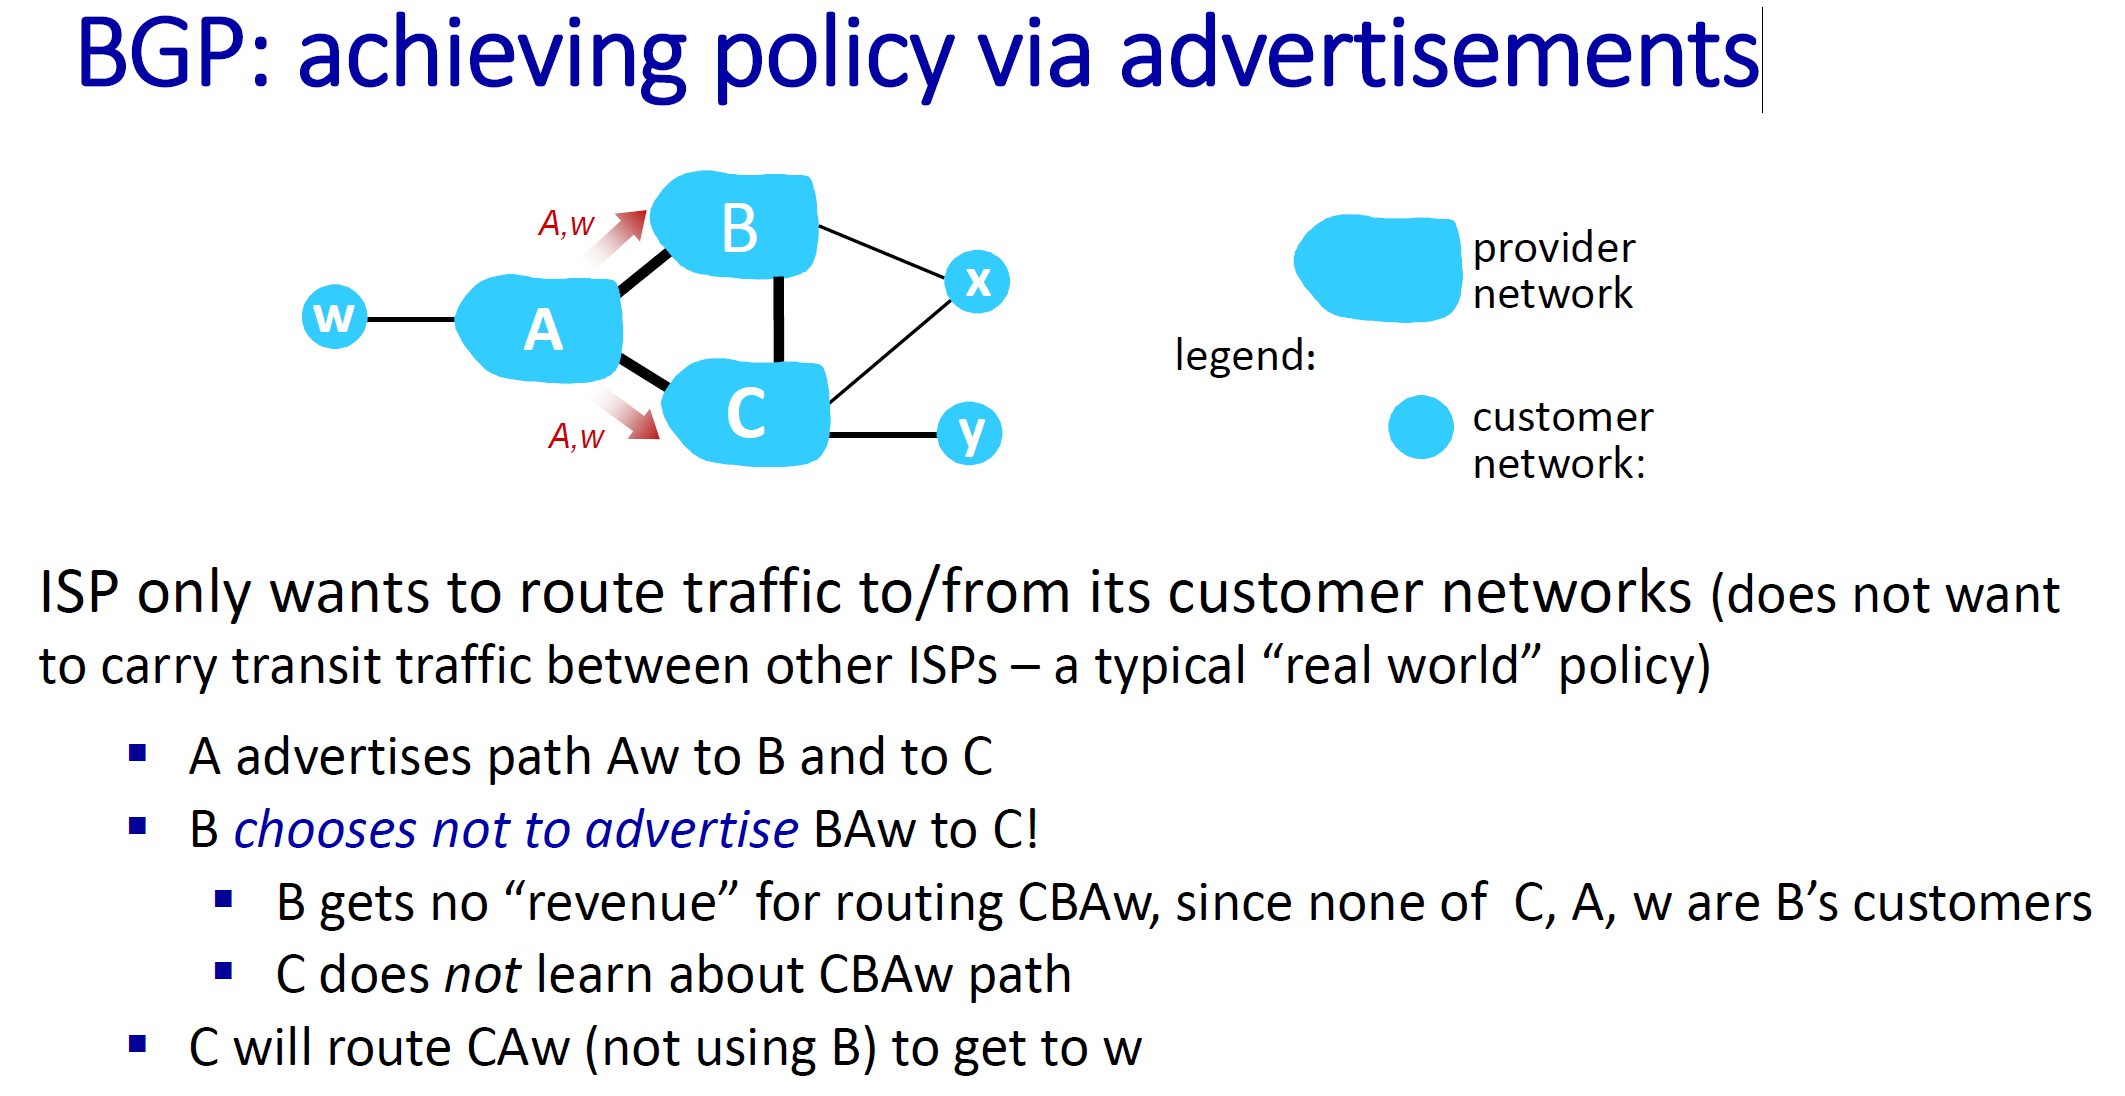 BGP: achieving policy via advertisements
A,w
B
provider
network
w
A
x
legend:
A,w
C
y
customer
network:
ISP only wants to route traffic to/from its customer networks (does not want
to carry transit traffic between other ISPs – a typical “real world” policy)
▪ A advertises path Aw to B and to C
▪ B chooses not to advertise BAw to C!
▪ B gets no “revenue” for routing CBAw, since none of C, A, w are B’s customers
▪ C does not learn about CBAw path
▪ C will route CAw (not using B) to get to w